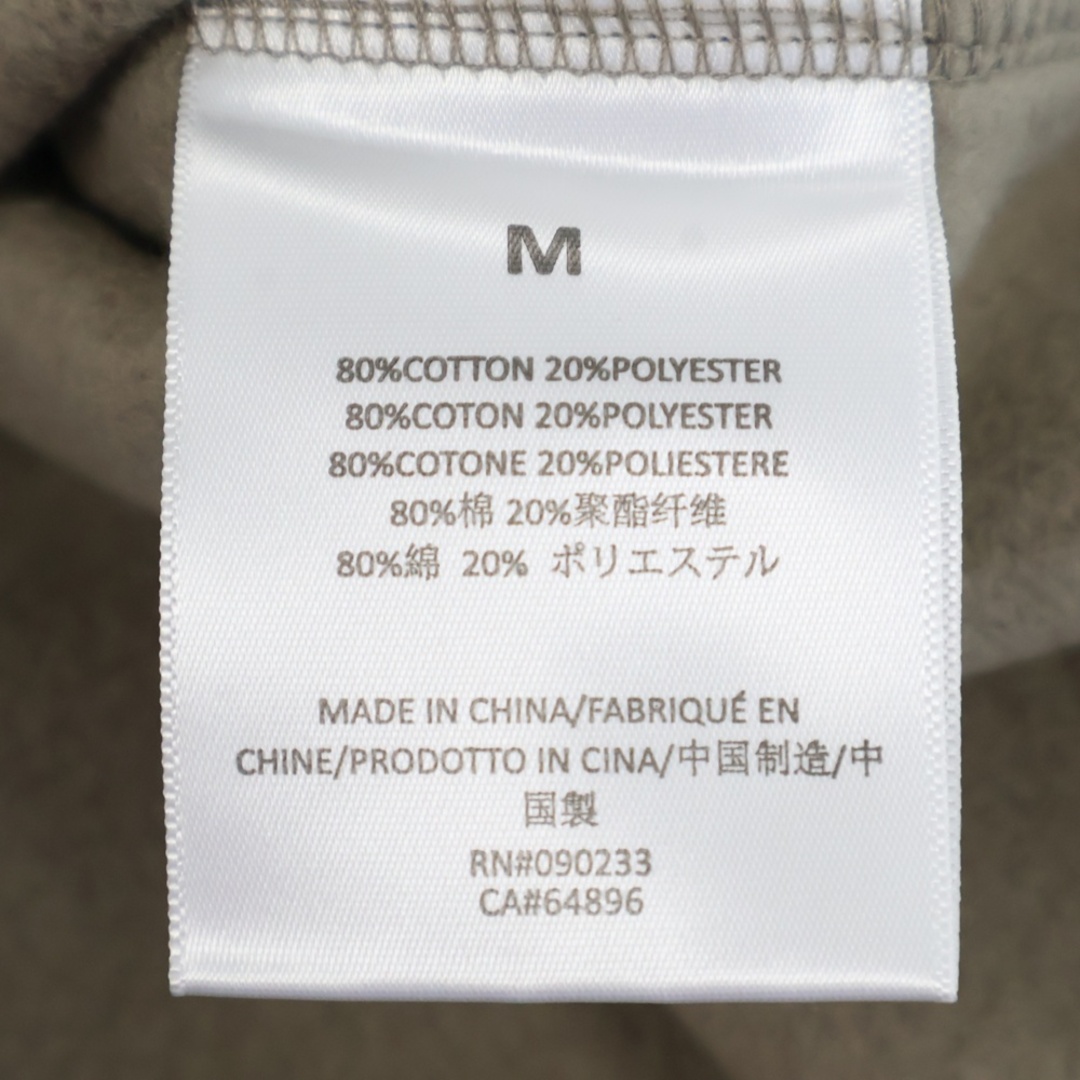 M
80%COTTON 20%POLYESTER
80%COTON 20%POLYESTER
80%COTONE 20%POLIESTERE
80%棉 20%聚酯纤维
80%綿 20% ポリエステル
MADE IN CHINA/FABRIQUÉ EN
CHINE/PRODOTTO IN CINA/中国制造/中
国製
RN#090233
CA#64896